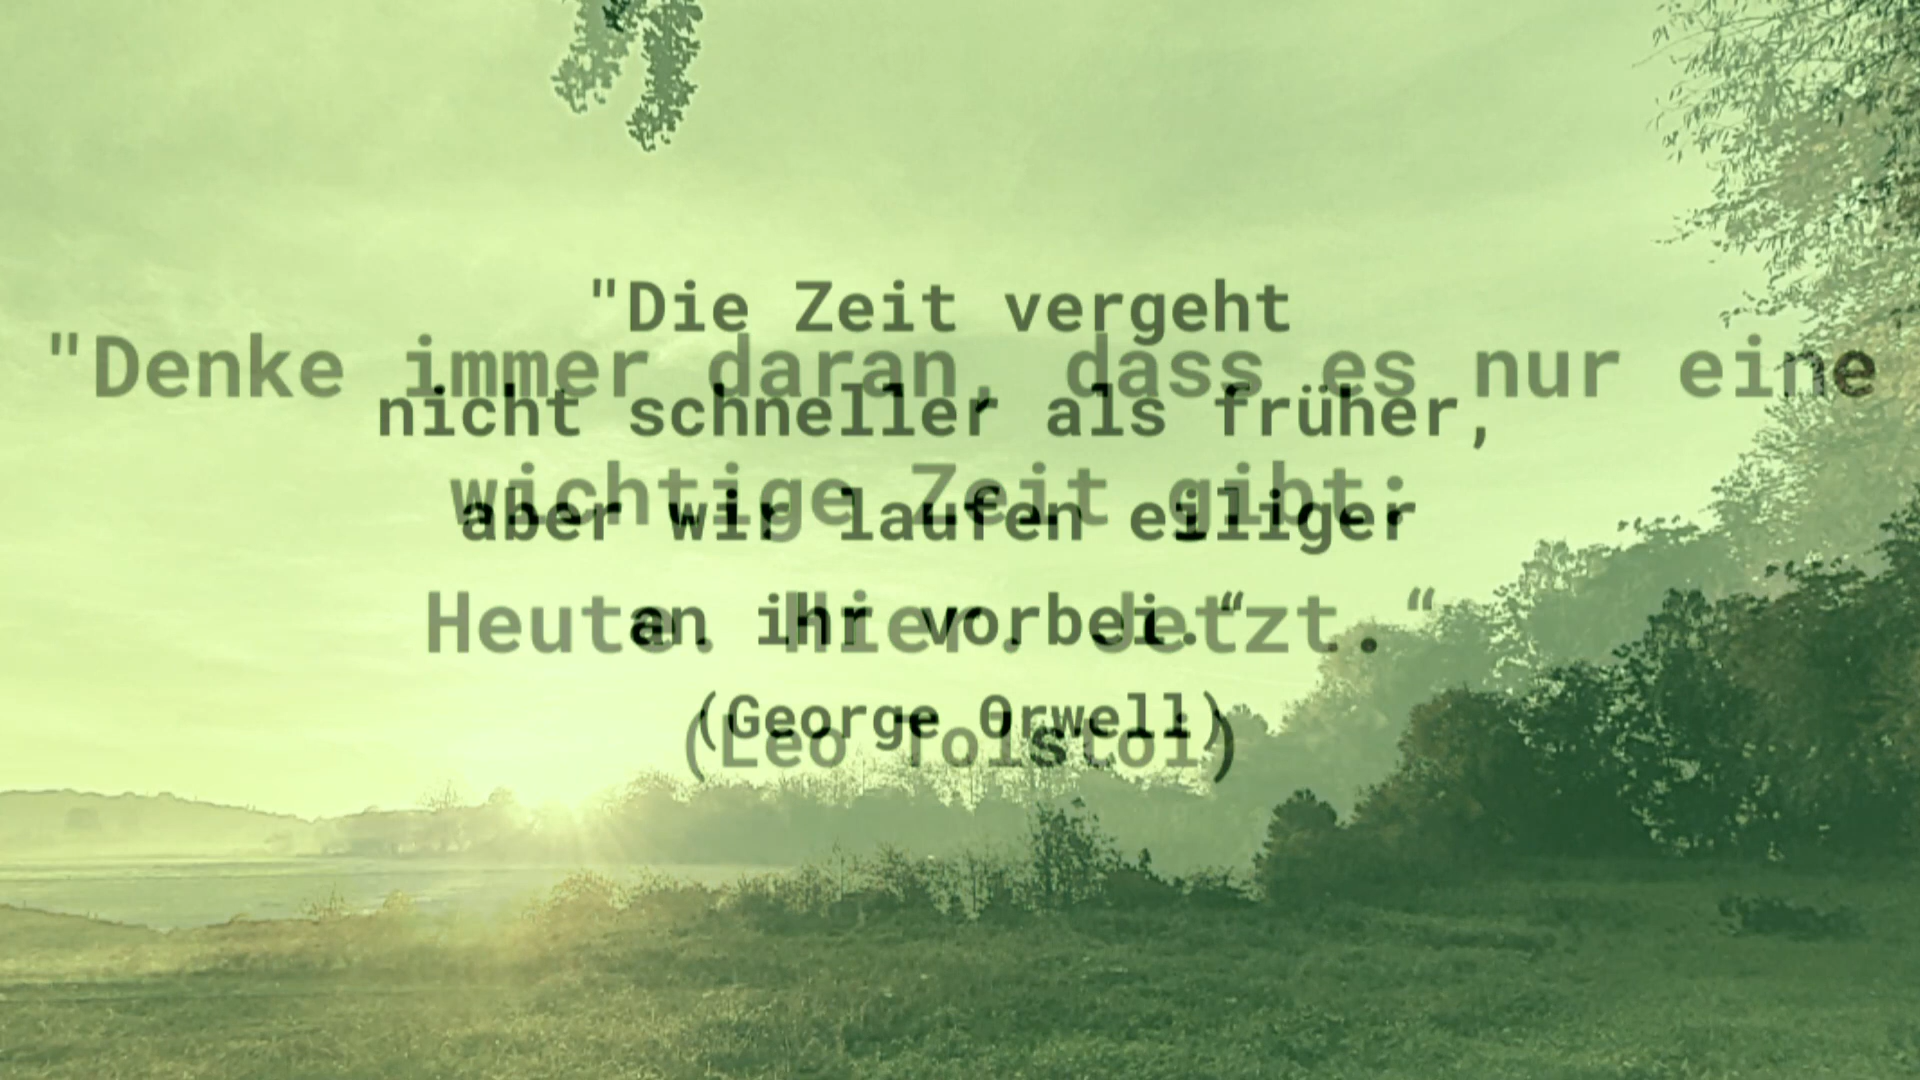 "Die Zeit vergeht
nicht schneller als früher,
aber wir laufen eiliger
an ihr vorbei.“
(George Orwell)
"Denke immer daran, dass es nur eine
wichtige Zeit gibt:
Heute. Hier. Jetzt.“
(Leo Tolstoi)